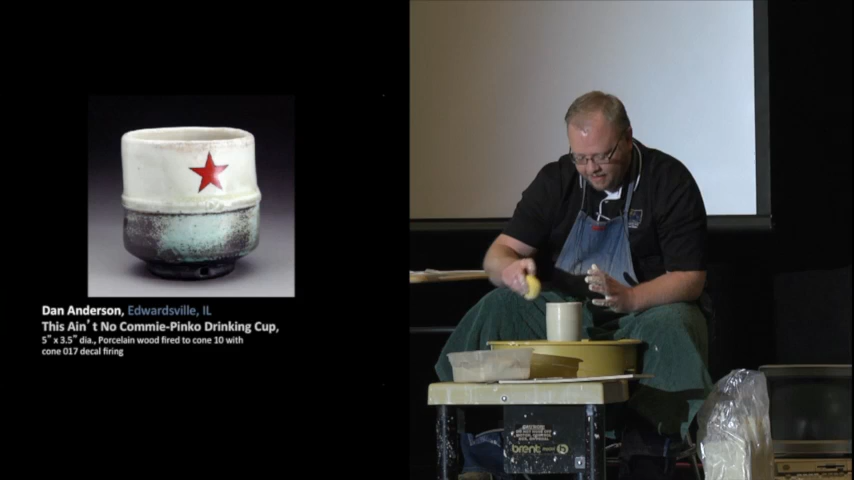 Dan Anderson, Edwardsville, IL
This Ain't No Commie-Pinko Drinking Cup,
5" x 3.5" dia., Porcelain wood fired to cone 10 with
cone 017 decal firing
brent